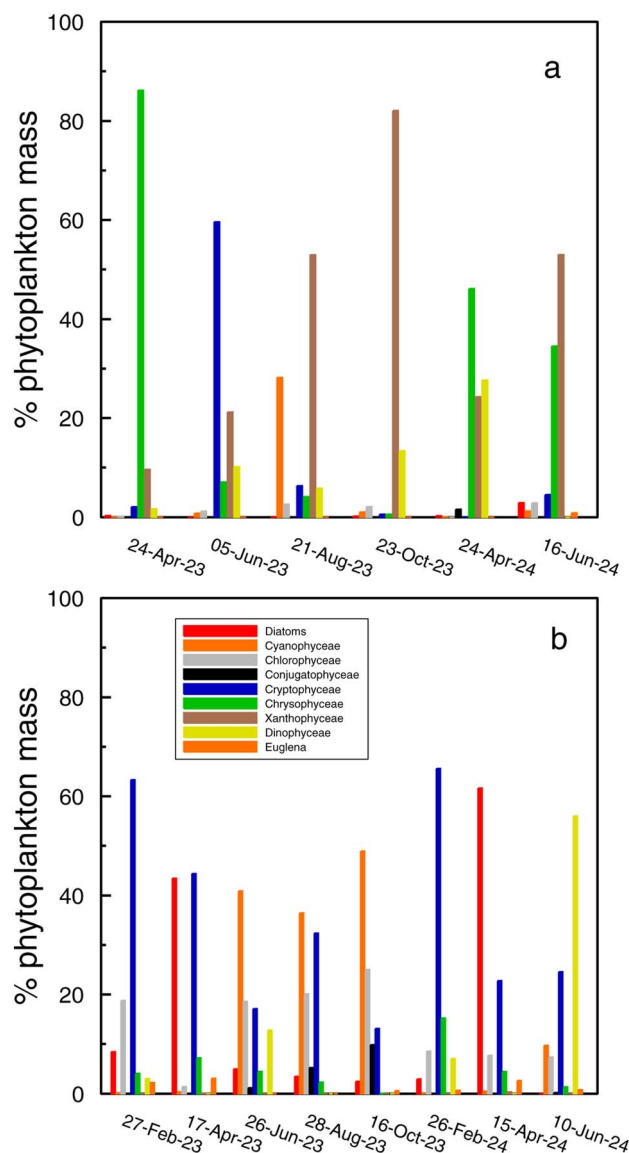 100
80
60
40
20
0
% phytoplankton mass
a
24-Apr-23
05-Jun-23
21-Aug-23
23-Oct-23
24-Apr-24
16-Jun-24
100
80
60
40
20
0
% phytoplankton mass
b
Diatoms
Cyanophyceae
Chlorophyceae
Conjugatophyceae
Cryptophyceae
Chrysophyceae
Xanthophyceae
Dinophyceae
Euglena
27-Feb-23
17-Apr-23
26-Jun-23
28-Aug-23
16-Oct-23
26-Feb-24
15-Apr-24
10-Jun-24